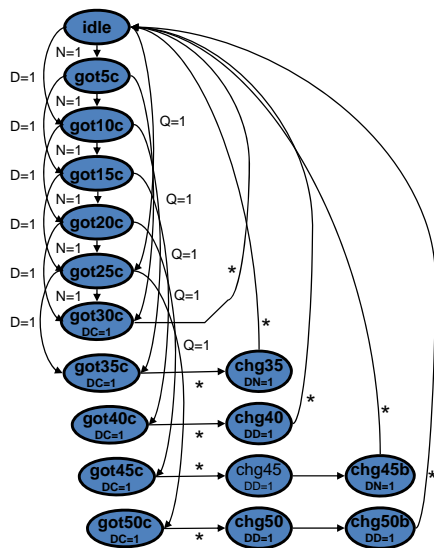 idle
N=1
D=1
got5c
D=1
N=1
got10c
Q=1
D=1
N=1
got15c
D=1
N=1
Q=1
got20c
N=1
Q=1
got25c
D=1
*
N=1
Q=1
got30c
DC=1
D=1
*
Q=1
got35c
DC=1
*
chg35
DN=1
*
got40c
DC=1
*
chg40
DD=1
*
got45c
DC=1
*
chg45
DD=1
chg45b
DN=1
got50c
DC=1
*
chg50
DD=1
chg50b
DD=1
*